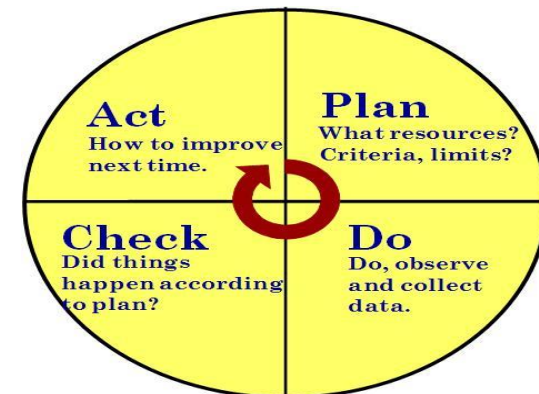 Act
How to improve
next time.
Plan
What resources?
Criteria, limits?
Check
Did things
happen according
to plan?
Do
Do, observe
and collect
data.